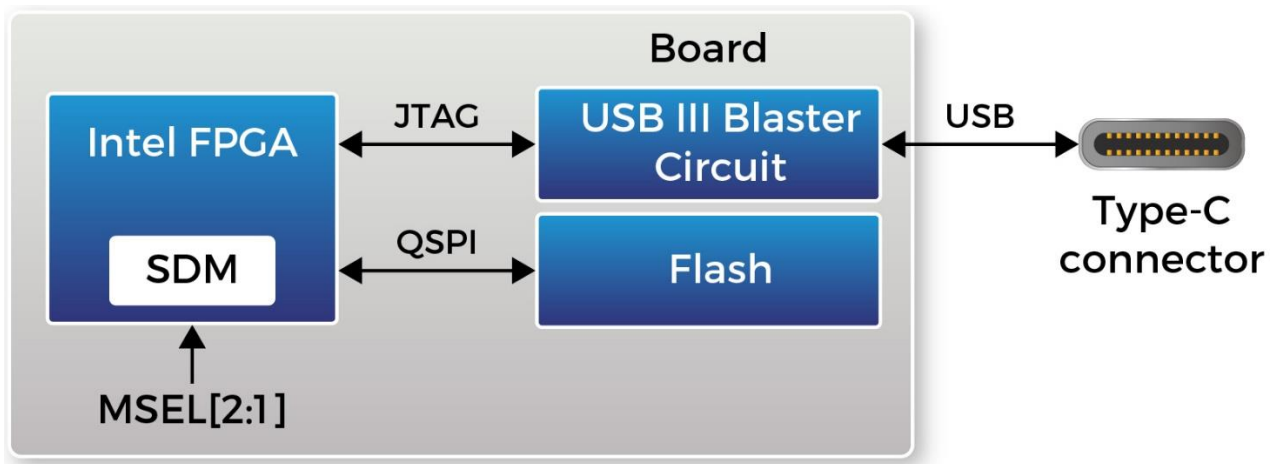 Board
Intel FPGA
JTAG
USB III Blaster
Circuit
USB
Type-C
connector
SDM
QSPI
Flash
MSEL[2:1]